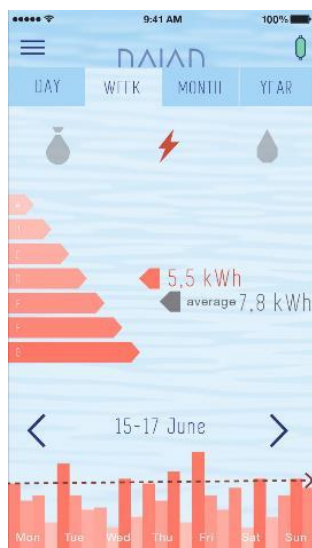 9:41 AM
100%
NAIAD
DAY WEEK MONTH YEAR
5,5 kWh
average 7,8 kWh
15-17 June
Mon Tue Wed Thu Fri Sat Sun